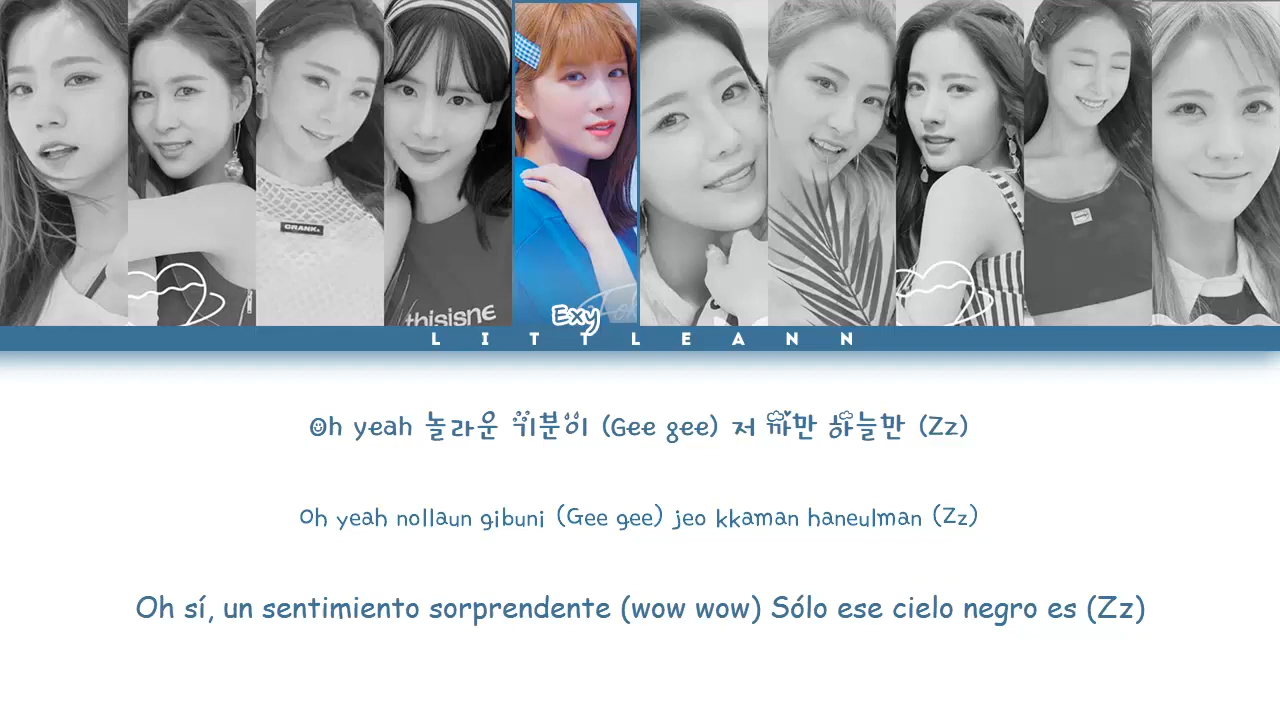 CRANK
thisisne
Exy
LITTLEANN
Oh yeah 놀라운 기분이 (Gee gee) 저 까만 하늘만 (Zz)
Oh yeah nollaun gibuni (Gee gee) jeo kkaman haneulman (Zz)
Oh sí, un sentimiento sorprendente (wow wow) Sólo ese cielo negro es (Zz)